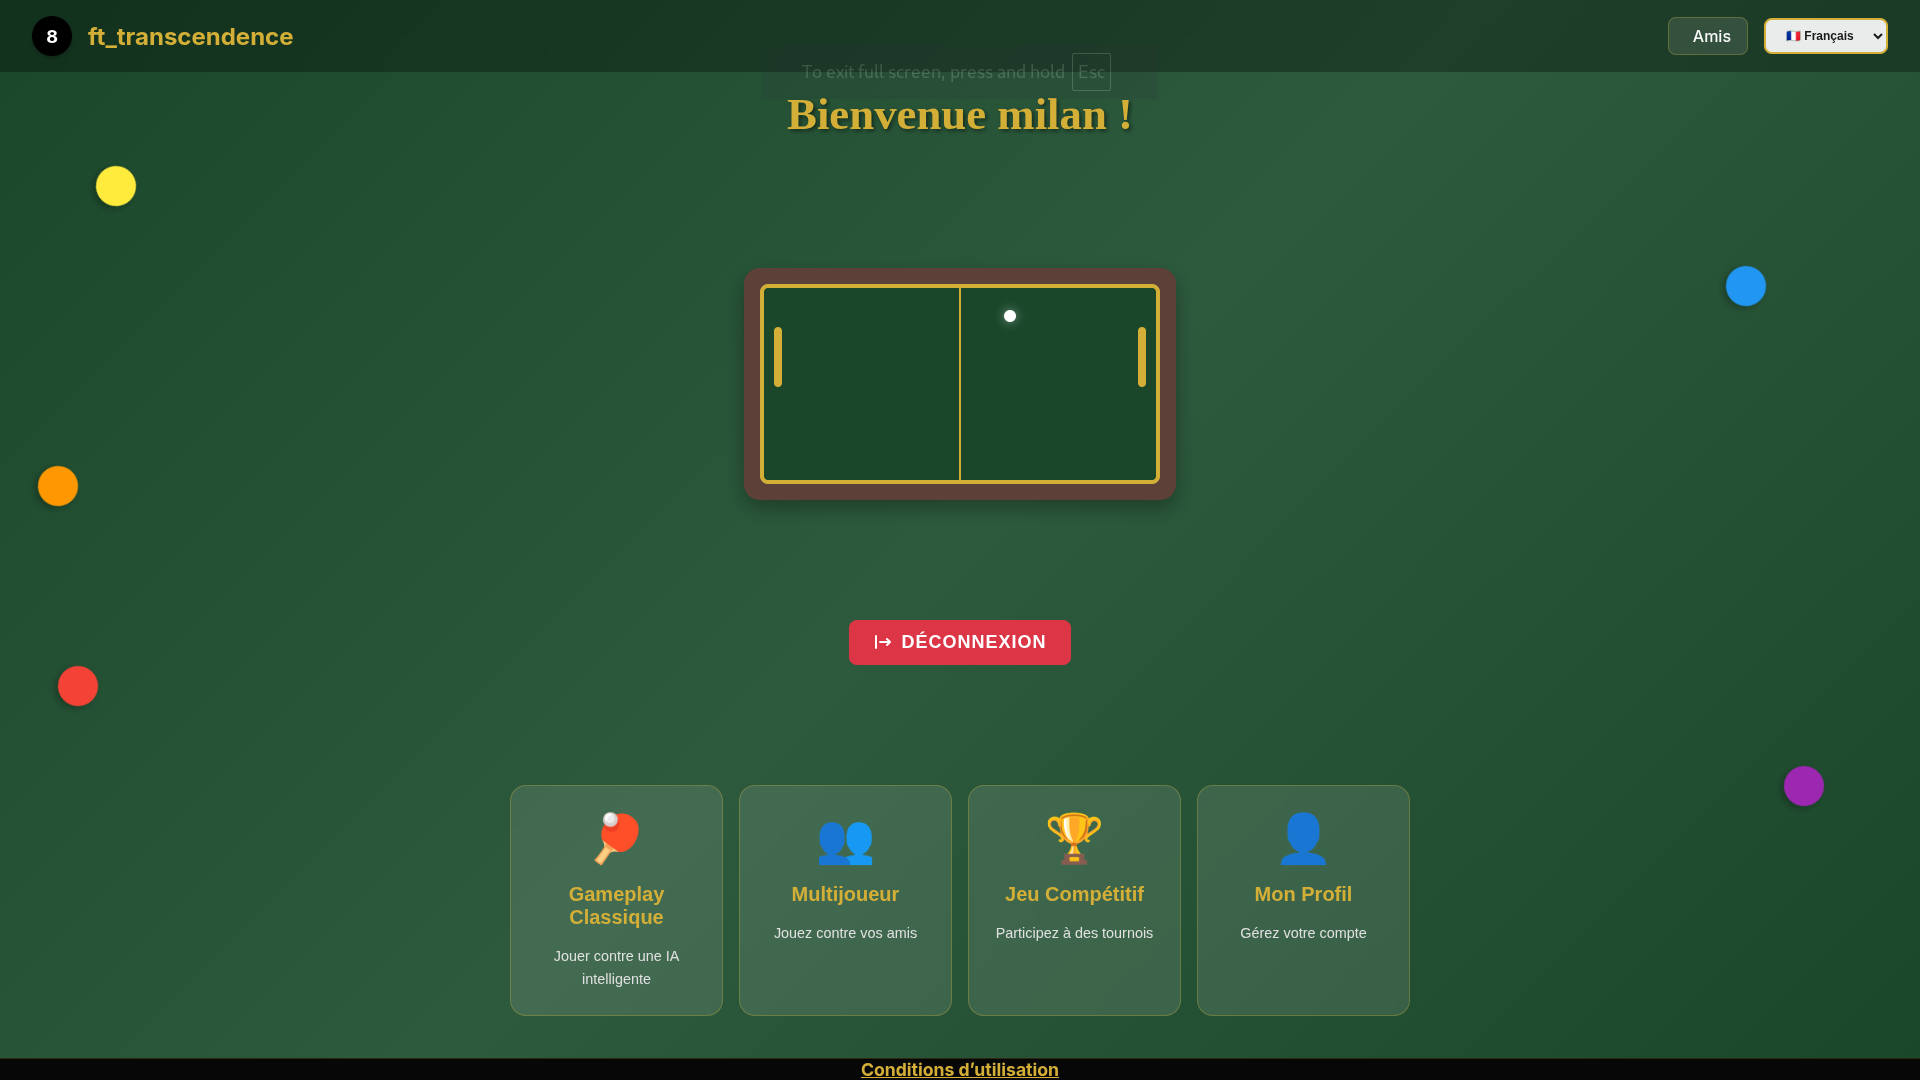 8 ft_transcendence
Amis
🇫🇷 Français
To exit full screen, press and hold Esc
Bienvenue milan !
DÉCONNEXION
Gameplay
Classique
Jouer contre une IA
intelligente
Multijoueur
Jouez contre vos amis
Jeu Compétitif
Participez à des tournois
Mon Profil
Gérez votre compte
Conditions d’utilisation